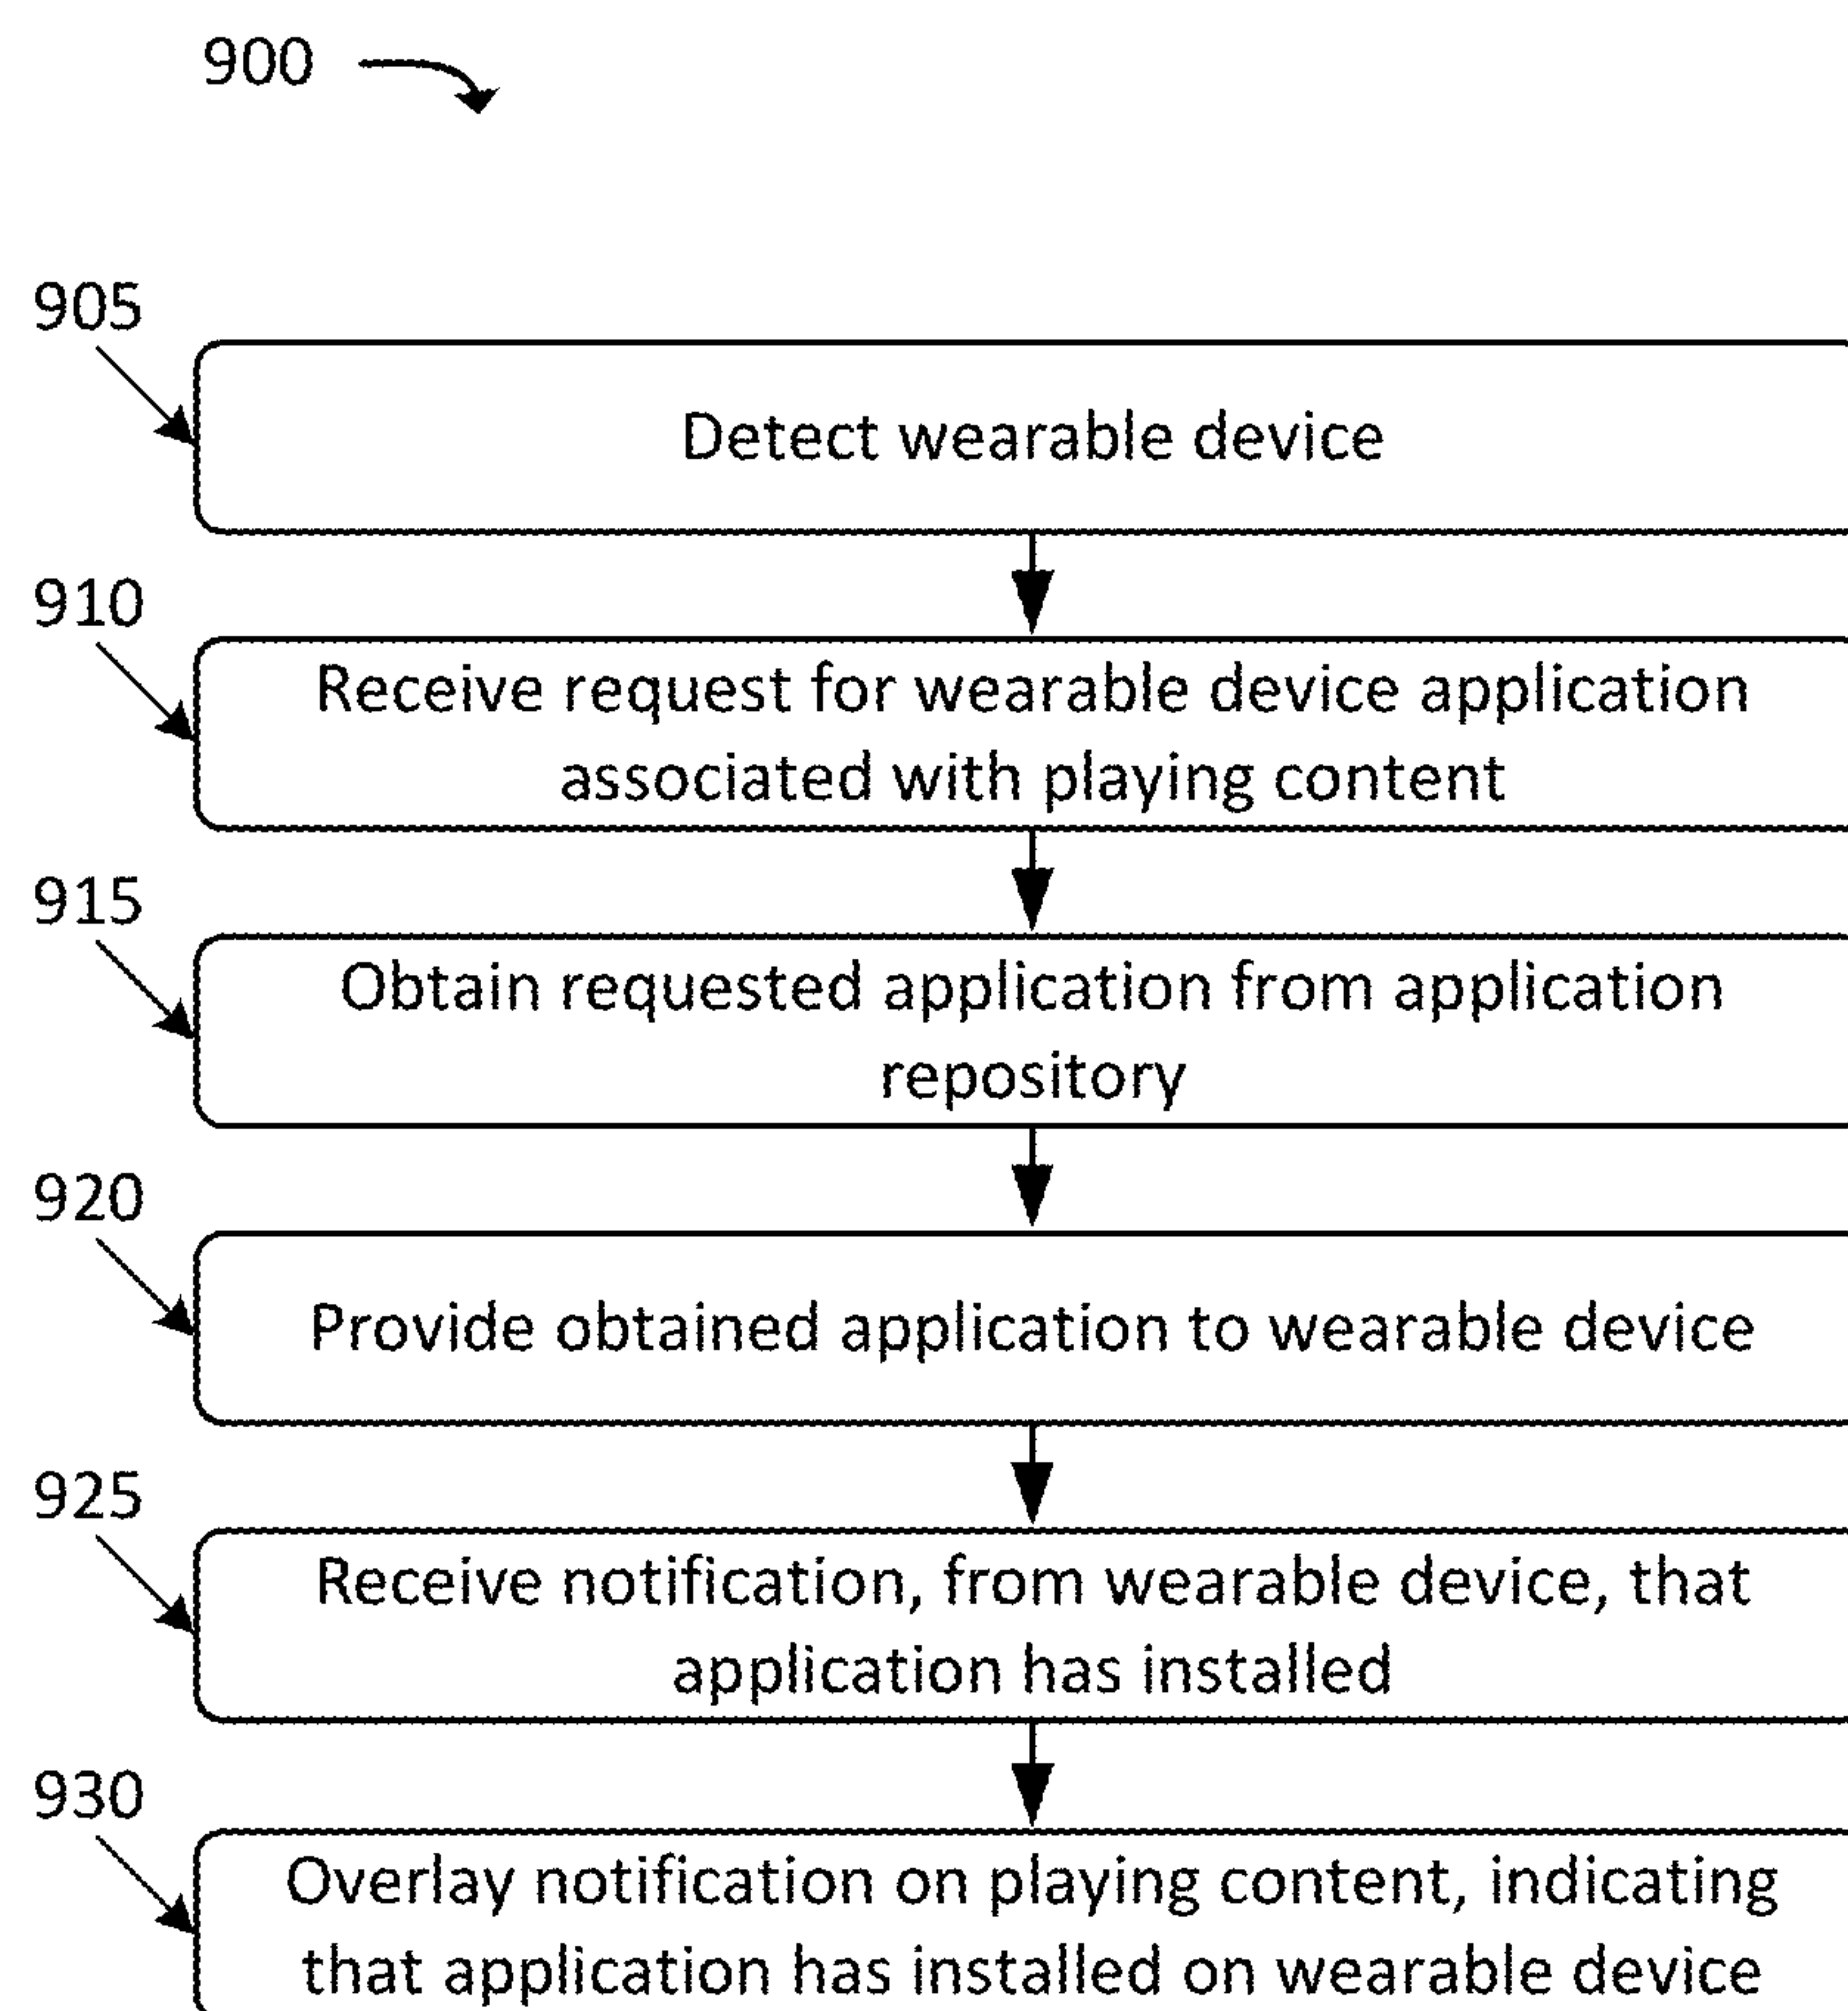 900
905
Detect wearable device
910
Receive request for wearable device application
associated with playing content
915
Obtain requested application from application
repository
920
Provide obtained application to wearable device
925
Receive notification, from wearable device, that
application has installed
930
Overlay notification on playing content, indicating
that application has installed on wearable device